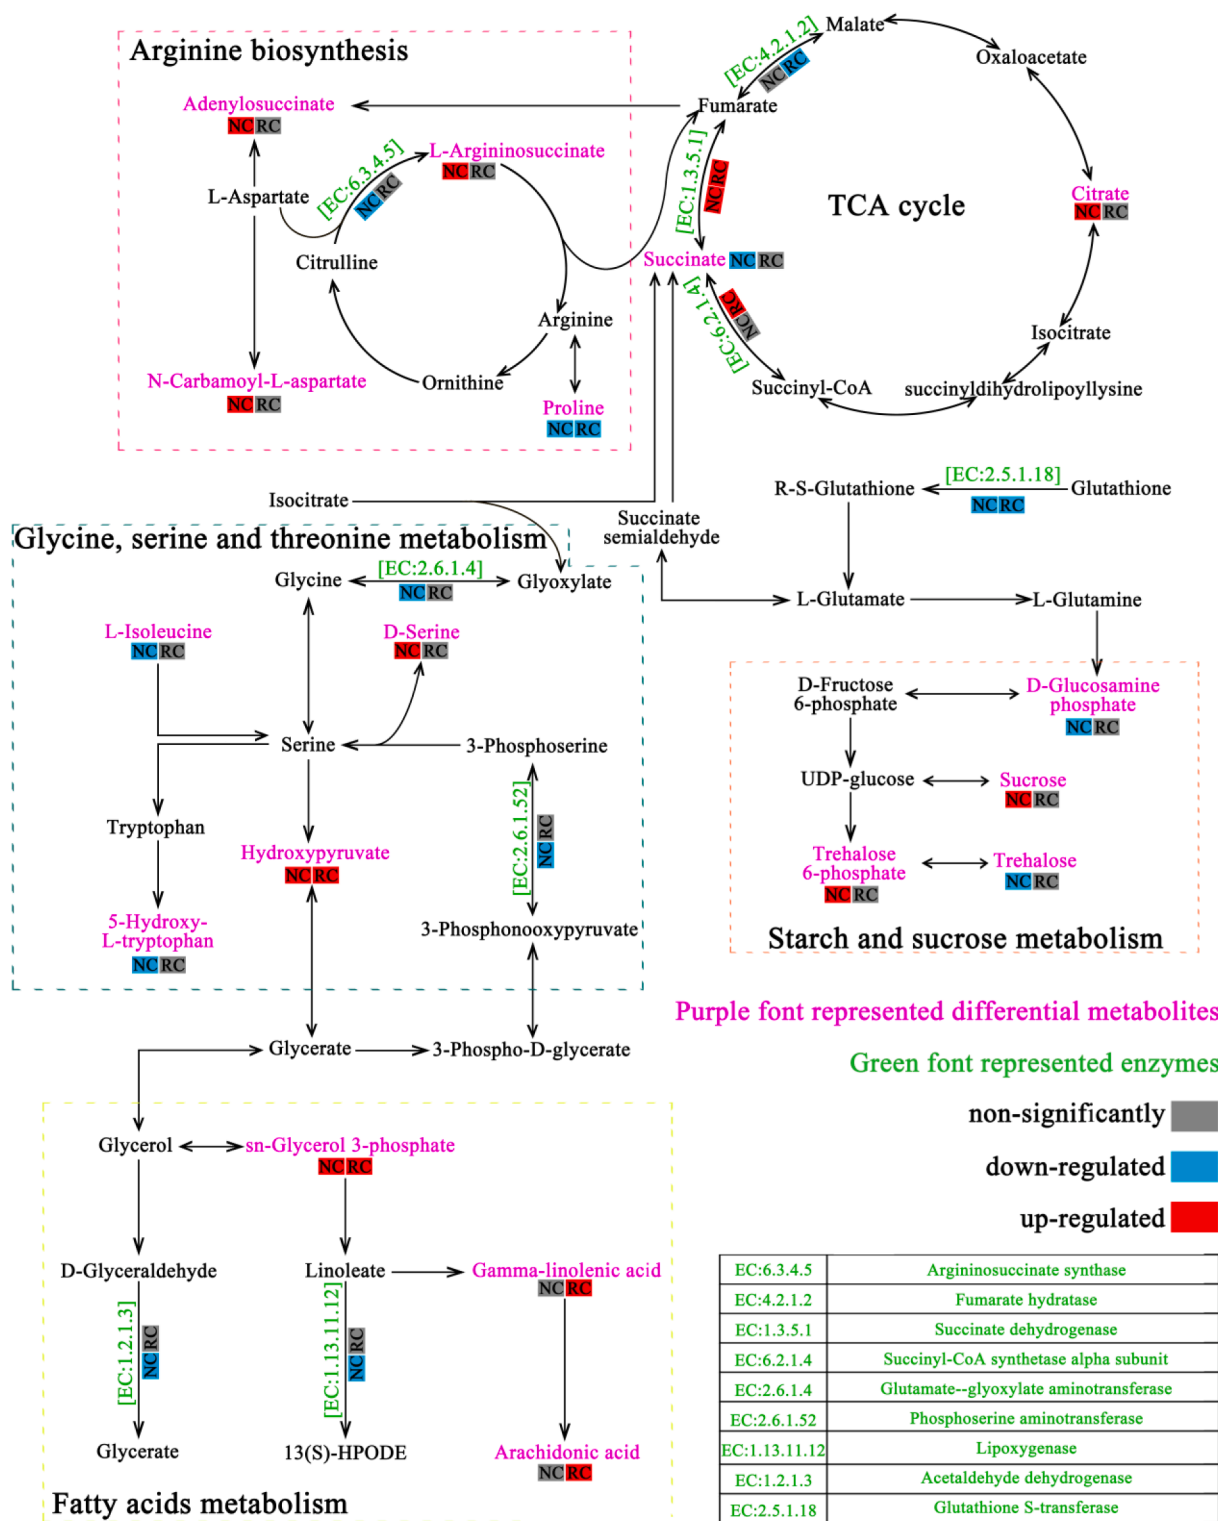 Arginine biosynthesis
Adenylosuccinate
NC RC
L-Aspartate
[EC:6.3.4.5]
NC RC
L-Argininosuccinate
NC RC
Citrulline
Arginine
Ornithine
N-Carbamoyl-L-aspartate
NC RC
Proline
NC RC
Malate
[EC:4.2.1.2]
NC RC
Oxaloacetate
Fumarate
[EC:1.3.5.1]
NC RC
TCA cycle
Citrate
NC RC
Succinate NC RC
[EC:6.2.1.4]
NC RC
Isocitrate
Succinyl-CoA
succinyldihydrolipoyllysine
Isocitrate
Succinate
semialdehyde
R-S-Glutathione
[EC:2.5.1.18]
NC RC
Glutathione
L-Glutamate
L-Glutamine
Glycine, serine and threonine metabolism
Glycine
[EC:2.6.1.4]
NC RC
Glyoxylate
L-Isoleucine
NC RC
D-Serine
NC RC
Serine
3-Phosphoserine
Tryptophan
[EC:2.6.1.52]
NC RC
Hydroxypyruvate
NC RC
5-Hydroxy-
L-tryptophan
NC RC
3-Phosphonooxypyruvate
D-Fructose
6-phosphate
D-Glucosamine
phosphate
NC RC
UDP-glucose
Sucrose
NC RC
Trehalose
6-phosphate
NC RC
Trehalose
NC RC
Starch and sucrose metabolism
Glycerate
3-Phospho-D-glycerate
Purple font represented differential metabolites
Green font represented enzymes
non-significantly
down-regulated
up-regulated
Glycerol
sn-Glycerol 3-phosphate
NC RC
D-Glyceraldehyde
Linoleate
Gamma-linolenic acid
NC RC
[EC:1.2.1.3]
NC RC
[EC:1.13.11.12]
NC RC
Glycerate
13(S)-HPODE
Arachidonic acid
NC RC
Fatty acids metabolism
EC:6.3.4.5 Argininosuccinate synthase
EC:4.2.1.2 Fumarate hydratase
EC:1.3.5.1 Succinate dehydrogenase
EC:6.2.1.4 Succinyl-CoA synthetase alpha subunit
EC:2.6.1.4 Glutamate--glyoxylate aminotransferase
EC:2.6.1.52 Phosphoserine aminotransferase
EC:1.13.11.12 Lipoxygenase
EC:1.2.1.3 Acetaldehyde dehydrogenase
EC:2.5.1.18 Glutathione S-transferase